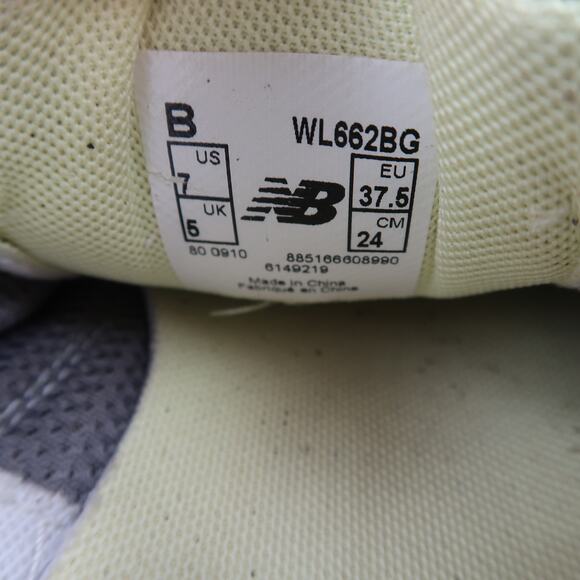 B WL662BG
US 7
UK 5
NB
EU 37.5
CM 24
80 0910 885166608990
6149219
Made in China
Fabriqué en Chine